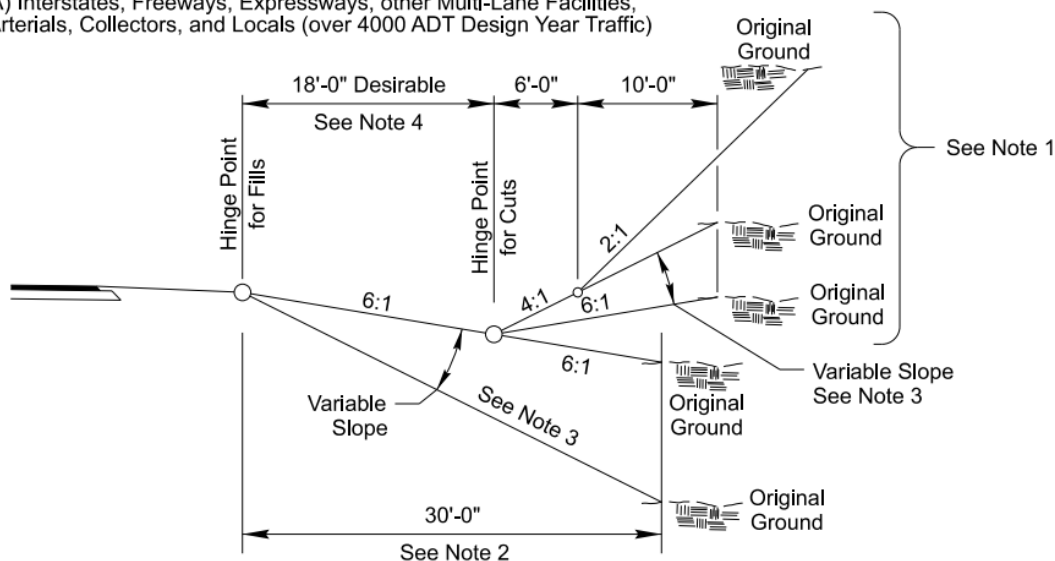 A) Interstates, Freeways, Expressways, other Multi-Lane Facilities,
Arterials, Collectors, and Locals (over 4000 ADT Design Year Traffic)
Original
Ground
18'-0" Desirable
6'-0"
10'-0"
See Note 4
See Note 1
Hinge Point
for Fills
Hinge Point
for Cuts
2:1
Original
Ground
4:1
6:1
6:1
Original
Ground
6:1
Variable Slope
See Note 3
Variable
Slope
See Note 3
Original
Ground
Original
Ground
30'-0"
See Note 2